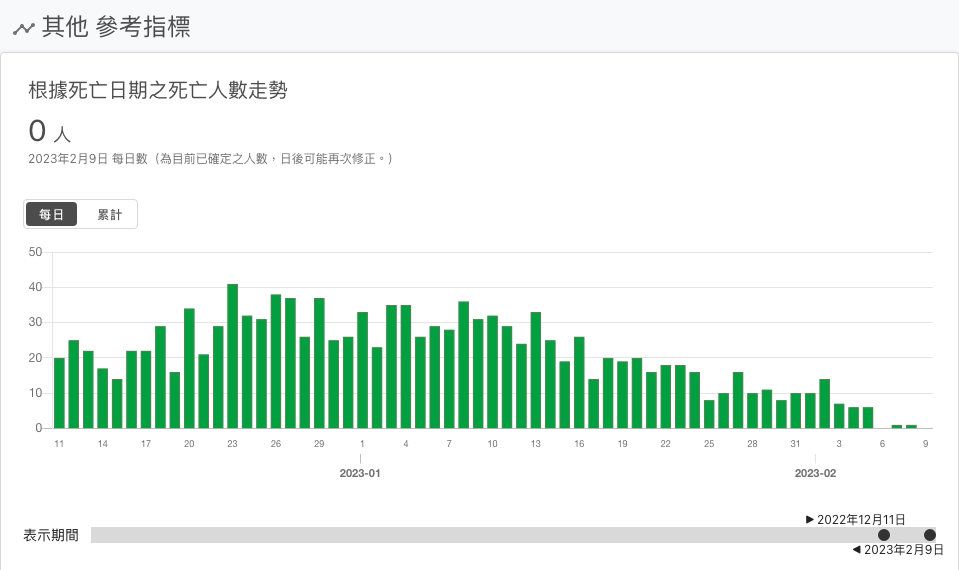 其他 參考指標
根據死亡日期之死亡人數走勢
0 人
2023年2月9日 每日數（為目前已確定之人數，日後可能再次修正。）
每日 累計
50
40
30
20
10
0
11 14 17 20 23 26 29 1 4 7 10 13 16 19 22 25 28 31 3 6 9
2023-01 2023-02
▶ 2022年12月11日
表示期間
◀ 2023年2月9日